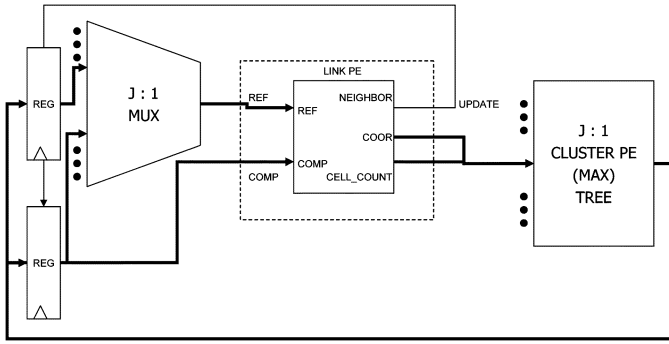 LINK PE
J : 1
MUX
REG
REF
REF
NEIGHBOR
UPDATE
COOR
COMP
COMP
CELL_COUNT
J : 1
CLUSTER PE
(MAX)
TREE
REG